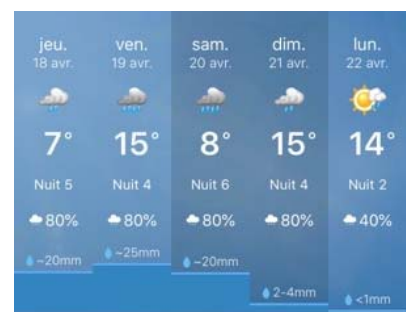 jeu. ven. sam. dim. lun.
18 avr. 19 avr. 20 avr. 21 avr. 22 avr.
7° 15° 8° 15° 14°
Nuit 5 Nuit 4 Nuit 6 Nuit 4 Nuit 2
80% 80% 80% 80% 40%
~20mm ~25mm ~20mm 2-4mm <1mm